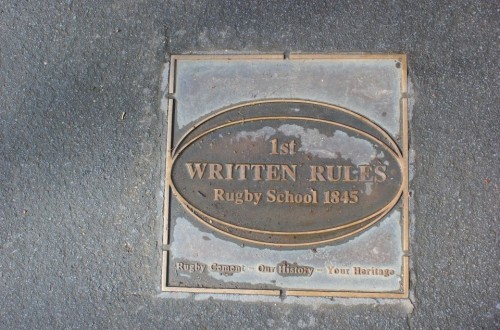 1st
WRITTEN RULES
Rugby School 1845
Rugby Cement - Our History - Your Heritage